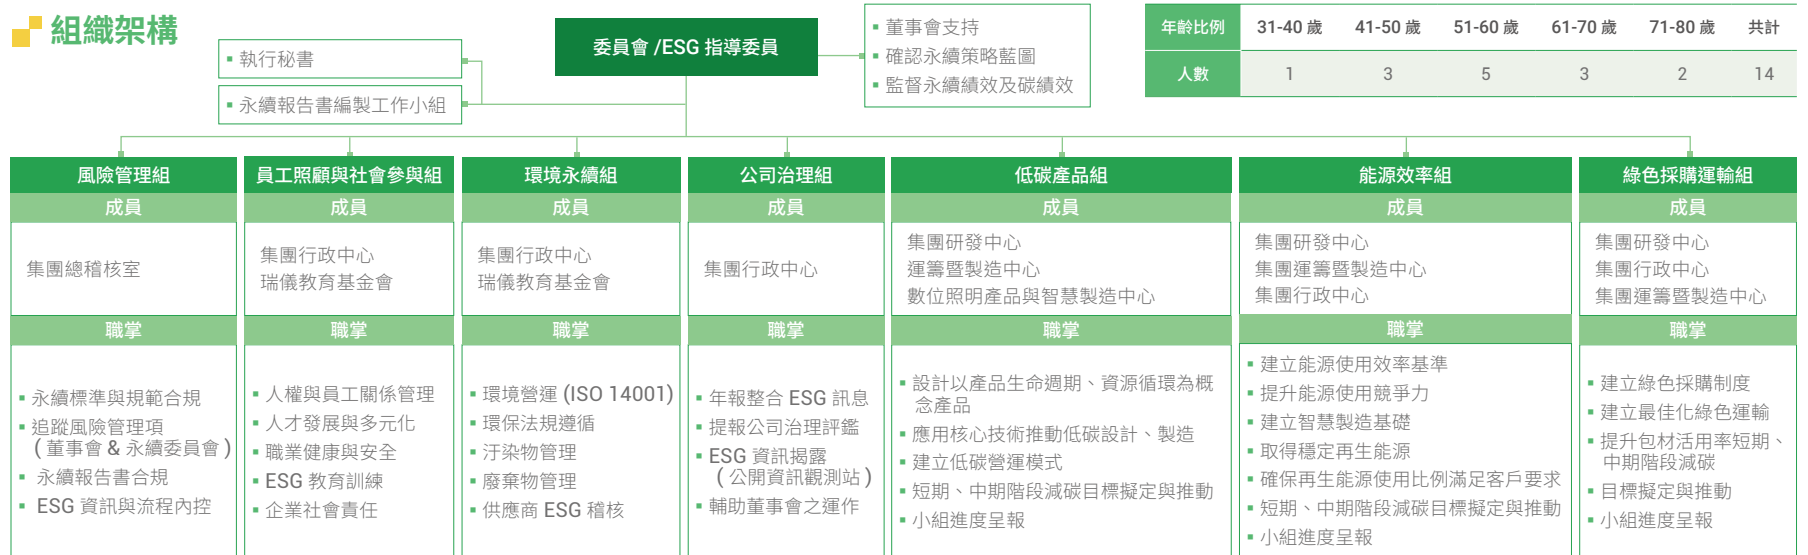 組織架構
執行秘書
永續報告書編製工作小組
委員會 /ESG 指導委員
董事會支持
確認永續策略藍圖
監督永續績效及碳績效
年齡比例 31-40 歲 41-50 歲 51-60 歲 61-70 歲 71-80 歲 共計
人數 1 3 5 3 2 14
風險管理組
成員
集團總稽核室
職掌
永續標準與規範合規
追蹤風險管理項
( 董事會 & 永續委員會 )
永續報告書合規
ESG 資訊與流程內控
員工照顧與社會參與組
成員
集團行政中心
瑞儀教育基金會
職掌
人權與員工關係管理
人才發展與多元化
職業健康與安全
ESG 教育訓練
企業社會責任
環境永續組
成員
集團行政中心
瑞儀教育基金會
職掌
環境營運 (ISO 14001)
環保法規遵循
汙染物管理
廢棄物管理
供應商 ESG 稽核
公司治理組
成員
集團行政中心
職掌
年報整合 ESG 訊息
提報公司治理評鑑
ESG 資訊揭露
( 公開資訊觀測站 )
輔助董事會之運作
低碳產品組
成員
集團研發中心
運籌暨製造中心
數位照明產品與智慧製造中心
職掌
設計以產品生命週期、資源循環為概
念產品
應用核心技術推動低碳設計、製造
建立低碳營運模式
短期、中期階段減碳目標擬定與推動
小組進度呈報
能源效率組
成員
集團研發中心
集團運籌暨製造中心
集團行政中心
職掌
建立能源使用效率基準
提升能源使用競爭力
建立智慧製造基礎
取得穩定再生能源
確保再生能源使用比例滿足客戶要求
短期、中期階段減碳目標擬定與推動
小組進度呈報
綠色採購運輸組
成員
集團研發中心
集團行政中心
集團運籌暨製造中心
職掌
建立綠色採購制度
建立最佳化綠色運輸
提升包材活用率短期、
中期階段減碳
目標擬定與推動
小組進度呈報